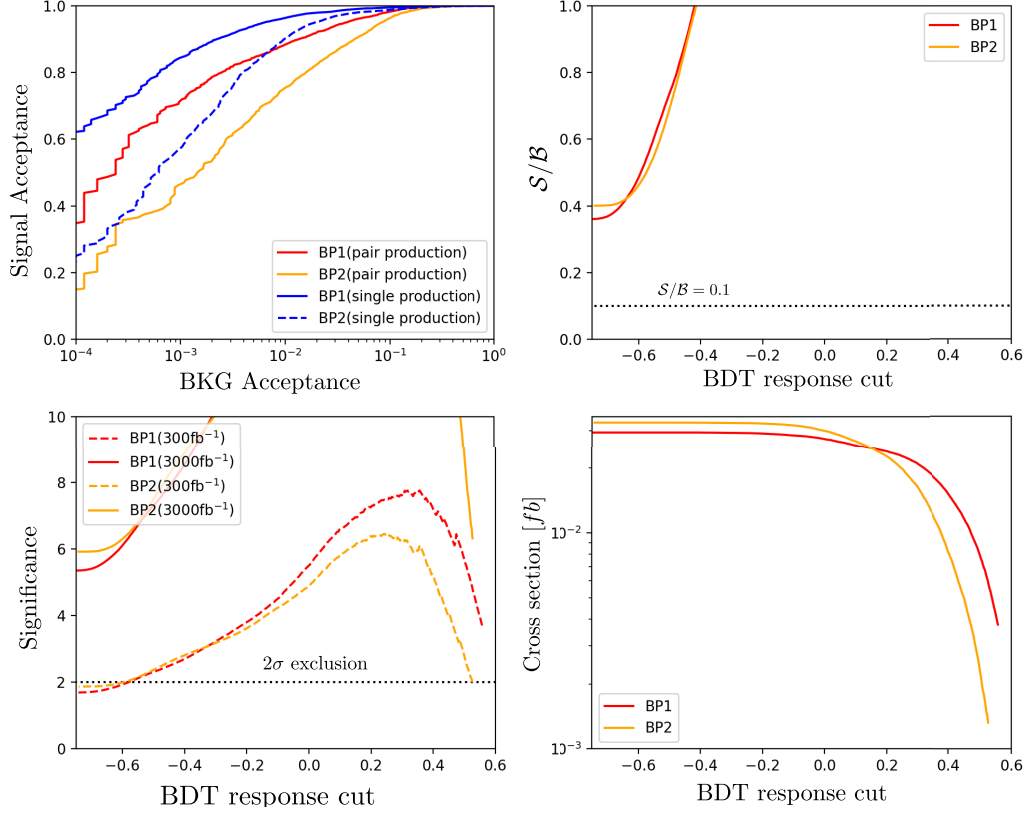 1.0
0.8
0.6
0.4
0.2
0.0
Signal Acceptance
BP1(pair production)
BP2(pair production)
BP1(single production)
BP2(single production)
10⁻⁴ 10⁻³ 10⁻² 10⁻¹ 10⁰
BKG Acceptance
1.0
0.8
0.6
0.4
0.2
0.0
S/B
BP1
BP2
S/B = 0.1
−0.6 −0.4 −0.2 0.0 0.2 0.4 0.6
BDT response cut
10
8
6
4
2
0
Significance
BP1(300fb⁻¹)
BP1(3000fb⁻¹)
BP2(300fb⁻¹)
BP2(3000fb⁻¹)
2σ exclusion
−0.6 −0.4 −0.2 0.0 0.2 0.4 0.6
BDT response cut
10⁻²
10⁻³
Cross section [fb]
BP1
BP2
−0.6 −0.4 −0.2 0.0 0.2 0.4 0.6
BDT response cut